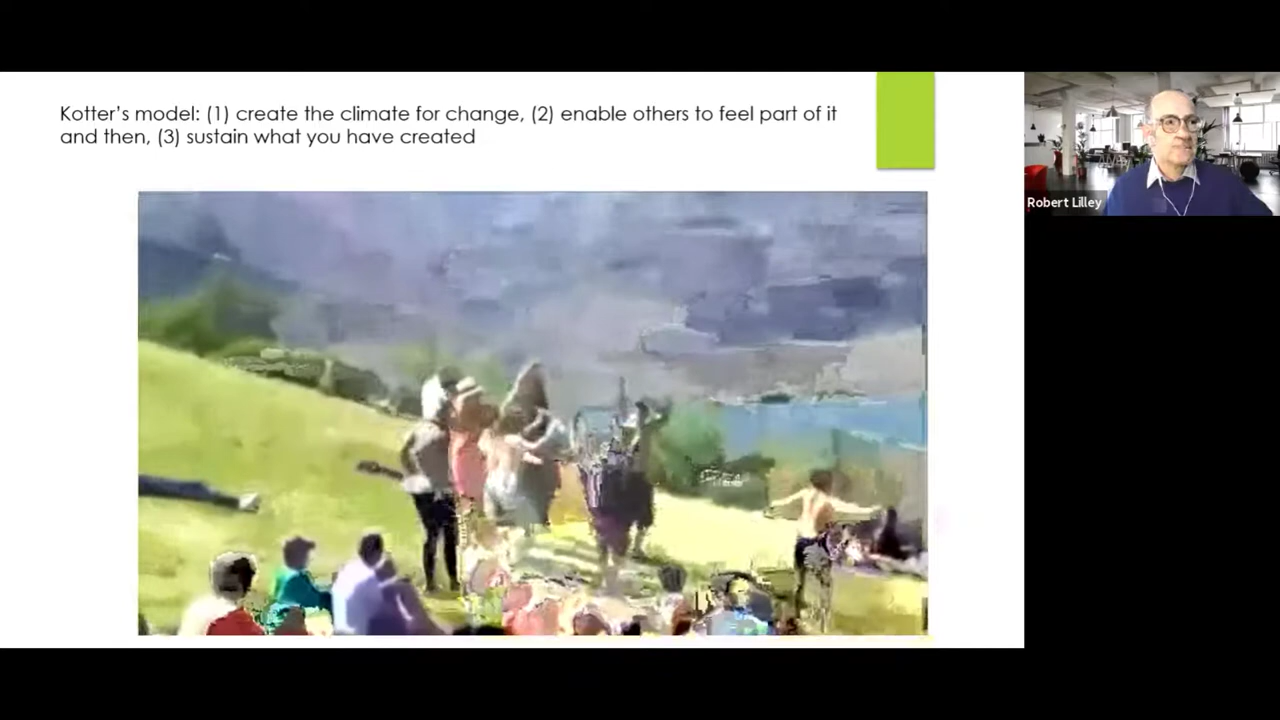 Kotter’s model: (1) create the climate for change, (2) enable others to feel part of it
and then, (3) sustain what you have created
Robert Lilley